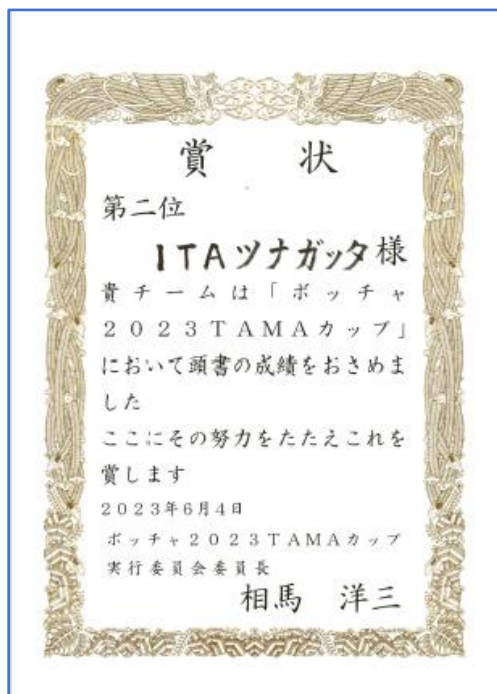 賞 状
第二位
ITAツナガッタ様
貴チームは「ボッチャ
2023TAMAカップ」
において頭書の成績をおさめま
した
ここにその努力をたたえこれを
賞します
2023年6月4日
ボッチャ2023TAMAカップ
実行委員会委員長
相馬 洋三